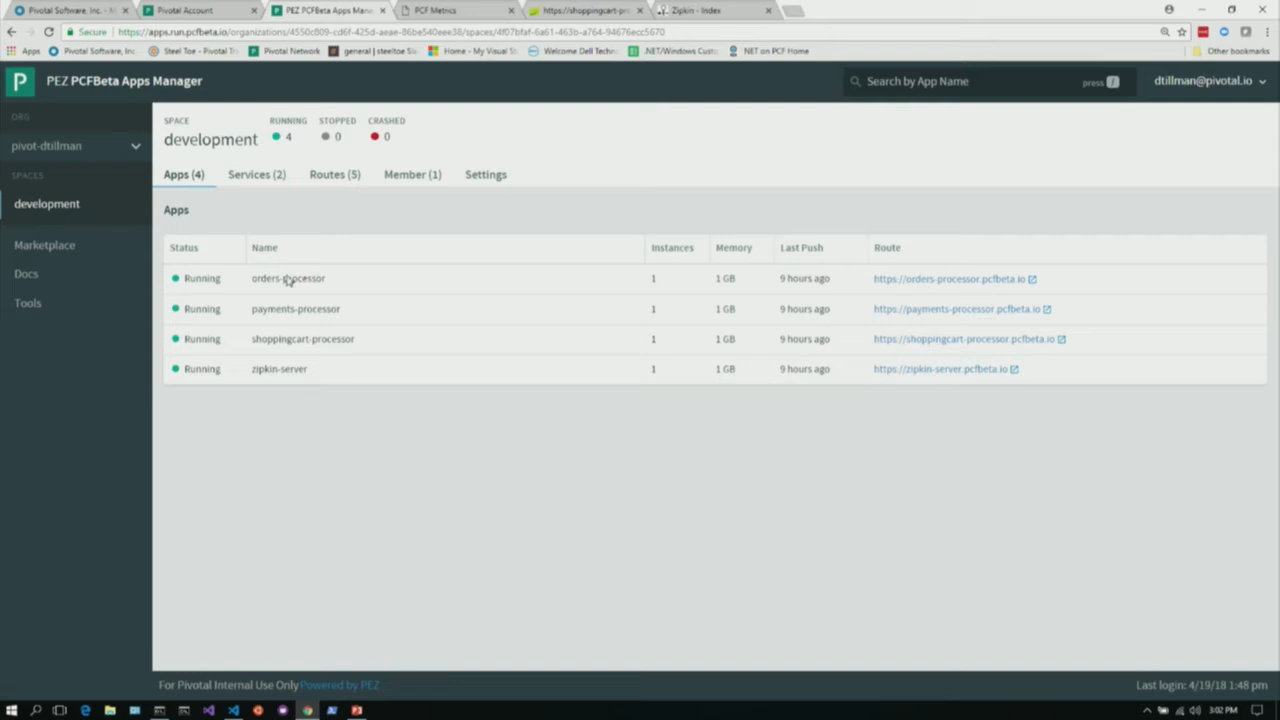 Pivotal Software, Inc.
Pivotal Account
PEZ PCFBeta Apps Mana
PCF Metrics
https://shoppingcart-pro
Zipkin - Index
Secure
https://apps.run.pcfbeta.io/organizations/4550c809-cd6f-425d-aeae-86be540eee38/spaces/4f07bfaf-6a61-463b-a764-94676ecc5670
Apps
Pivotal Software, Inc.
Steel Toe - Pivotal Tr
Pivotal Network
general | steeltoe Sla
Home - My Visual St
Welcome Dell Techn
.NET/Windows Custo
.NET on PCF Home
Other bookmarks
P
PEZ PCFBeta Apps Manager
Search by App Name
press /
dtillman@pivotal.io
ORG
pivot-dtillman
SPACES
development
Marketplace
Docs
Tools
SPACE
development
RUNNING
4
STOPPED
0
CRASHED
0
Apps (4)
Services (2)
Routes (5)
Member (1)
Settings
Apps
Status Name Instances Memory Last Push Route
Running orders-processor 1 1 GB 9 hours ago https://orders-processor.pcfbeta.io
Running payments-processor 1 1 GB 9 hours ago https://payments-processor.pcfbeta.io
Running shoppingcart-processor 1 1 GB 9 hours ago https://shoppingcart-processor.pcfbeta.io
Running zipkin-server 1 1 GB 9 hours ago https://zipkin-server.pcfbeta.io
For Pivotal Internal Use Only Powered by PEZ
Last login: 4/19/18 1:48 pm
3:02 PM